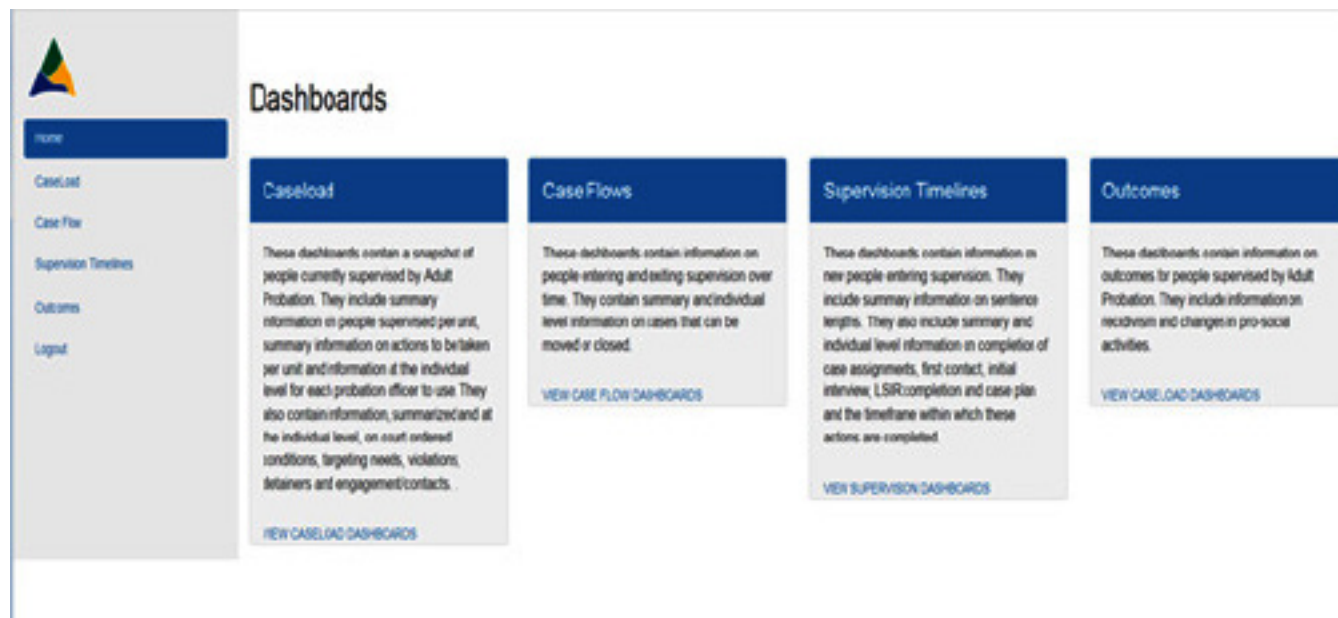 Dashboards
Home
CaseLoad
Case Flow
Supervision Timelines
Outcomes
Logout
Caseload
These dashboards contain a snapshot of
people currently supervised by Adult
Probation. They include summary
information on people supervised per unit,
summary information on actions to be taken
per unit and information at the individual
level for each probation officer to use. They
also contain information, summarized and at
the individual level, on court ordered
conditions, targeting needs, violations,
detainers and engagement/contacts.
VIEW CASELOAD DASHBOARDS
Case Flows
These dashboards contain information on
people entering and exiting supervision over
time. They contain summary and individual
level information on cases that can be
moved or closed.
VIEW CASE FLOW DASHBOARDS
Supervision Timelines
These dashboards contain information on
new people entering supervision. They
include summary information on sentence
lengths. They also include summary and
individual level information on completion of
case assignments, first contact, initial
interview, LSIR completion and case plan
and the timeframe within which these
actions are completed.
VIEW SUPERVISION DASHBOARDS
Outcomes
These dashboards contain information on
outcomes for people supervised by Adult
Probation. They include information on
recidivism and changes in pro-social
activities.
VIEW CASELOAD DASHBOARDS